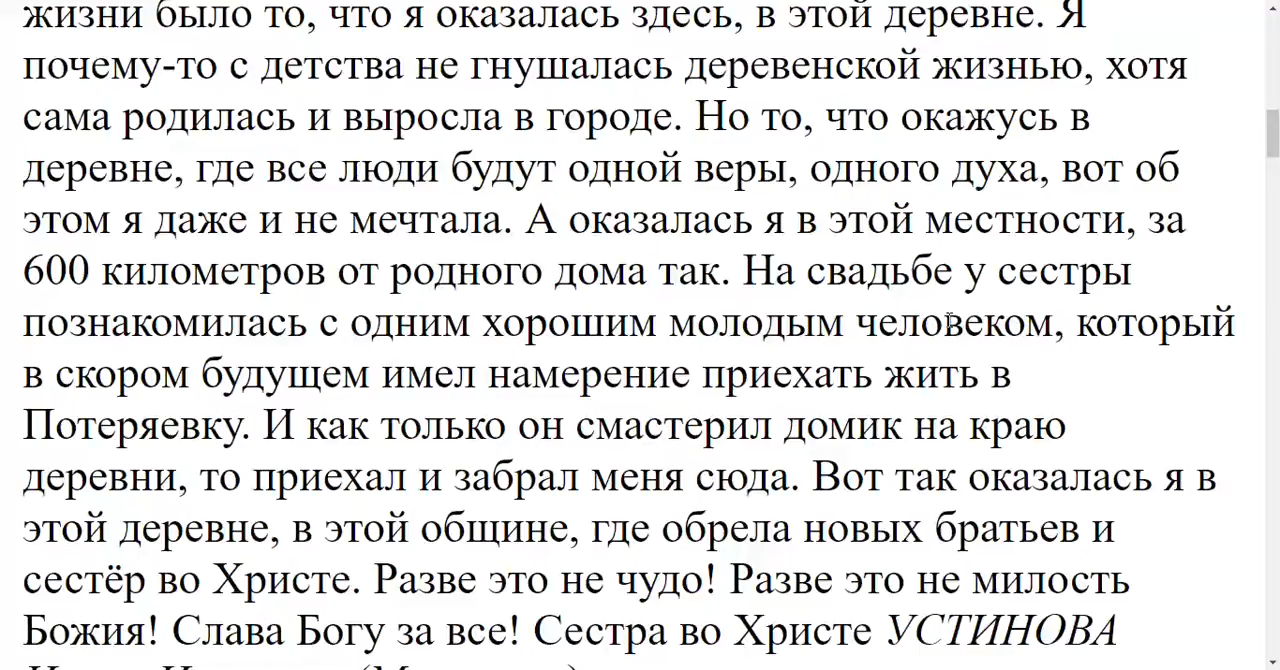 жизни было то, что я оказалась здесь, в этой деревне. Я
почему-то с детства не гнушалась деревенской жизнью, хотя
сама родилась и выросла в городе. Но то, что окажусь в
деревне, где все люди будут одной веры, одного духа, вот об
этом я даже и не мечтала. А оказалась я в этой местности, за
600 километров от родного дома так. На свадьбе у сестры
познакомилась с одним хорошим молодым человеком, который
в скором будущем имел намерение приехать жить в
Потеряевку. И как только он смастерил домик на краю
деревни, то приехал и забрал меня сюда. Вот так оказалась я в
этой деревне, в этой общине, где обрела новых братьев и
сестёр во Христе. Разве это не чудо! Разве это не милость
Божия! Слава Богу за все! Сестра во Христе УСТИНОВА